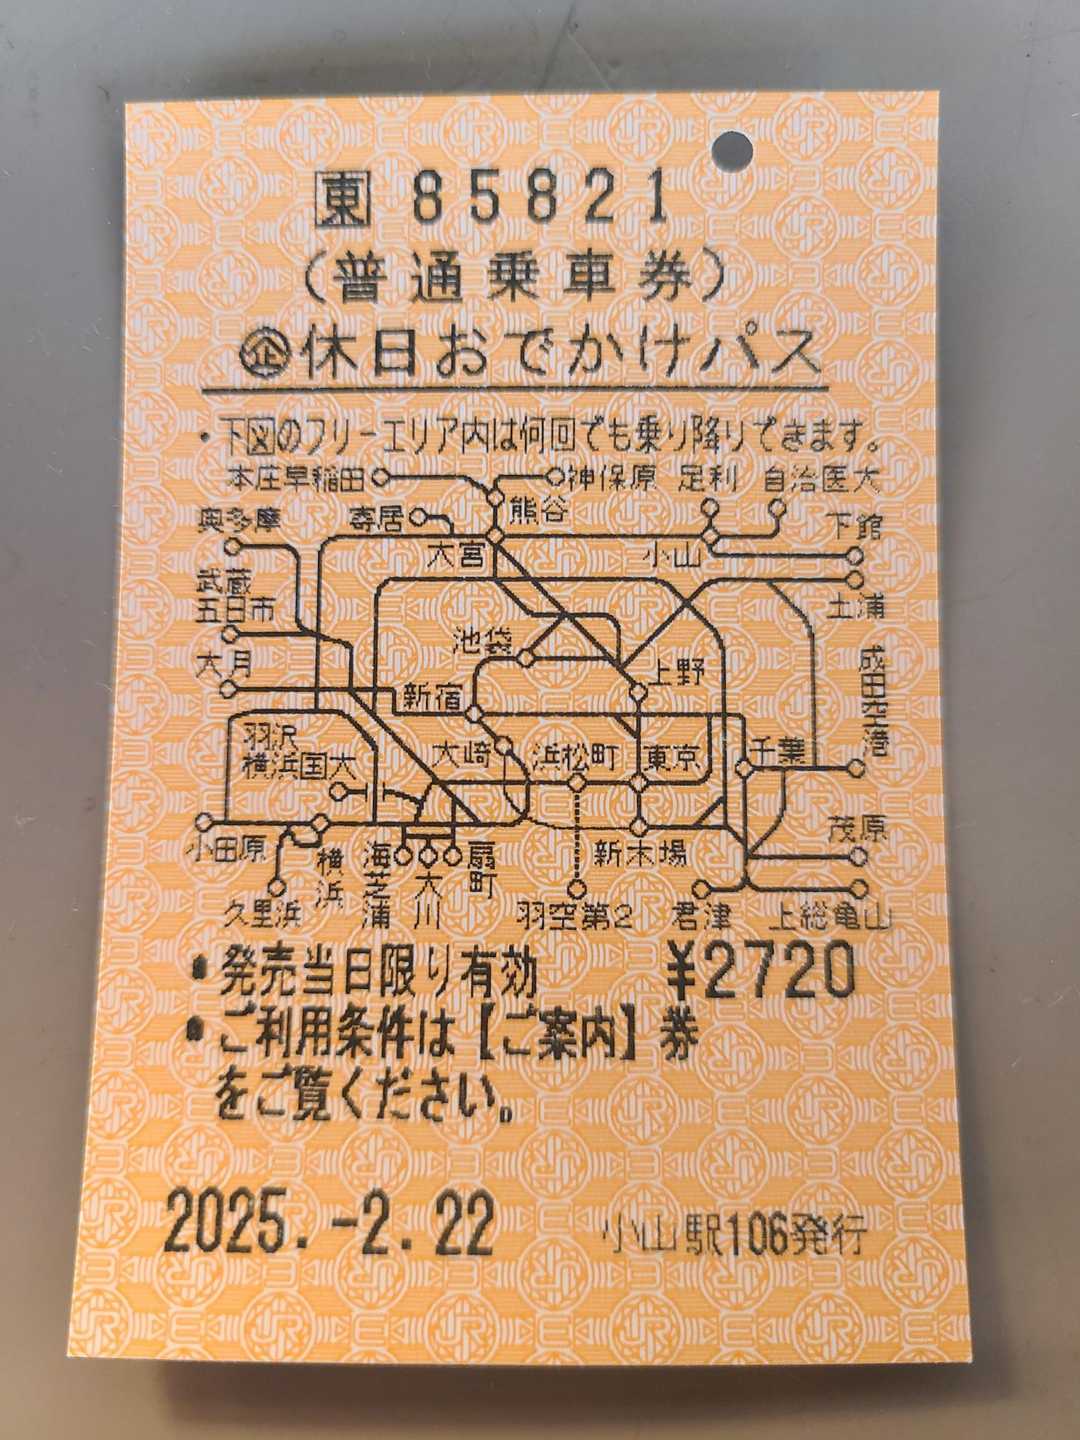 東 85821
（普通乗車券）
企休日おでかけパス
・下図のフリーエリア内は何回でも乗り降りできます。
本庄早稲田 神保原 足利 自治医大
奥多摩 寄居 熊谷 下館
大宮 小山
武蔵
五日市 土浦
池袋
大月 上野 成田空港
新宿
羽沢 大崎 浜松町 東京 千葉
横浜国大
茂原
小田原 横浜 海芝浦 大川 扇町 新木場
久里浜 羽空第2 君津 上総亀山
・発売当日限り有効 ¥2720
・ご利用条件は【ご案内】券
をご覧ください。
2025.-2.22 小山駅106発行